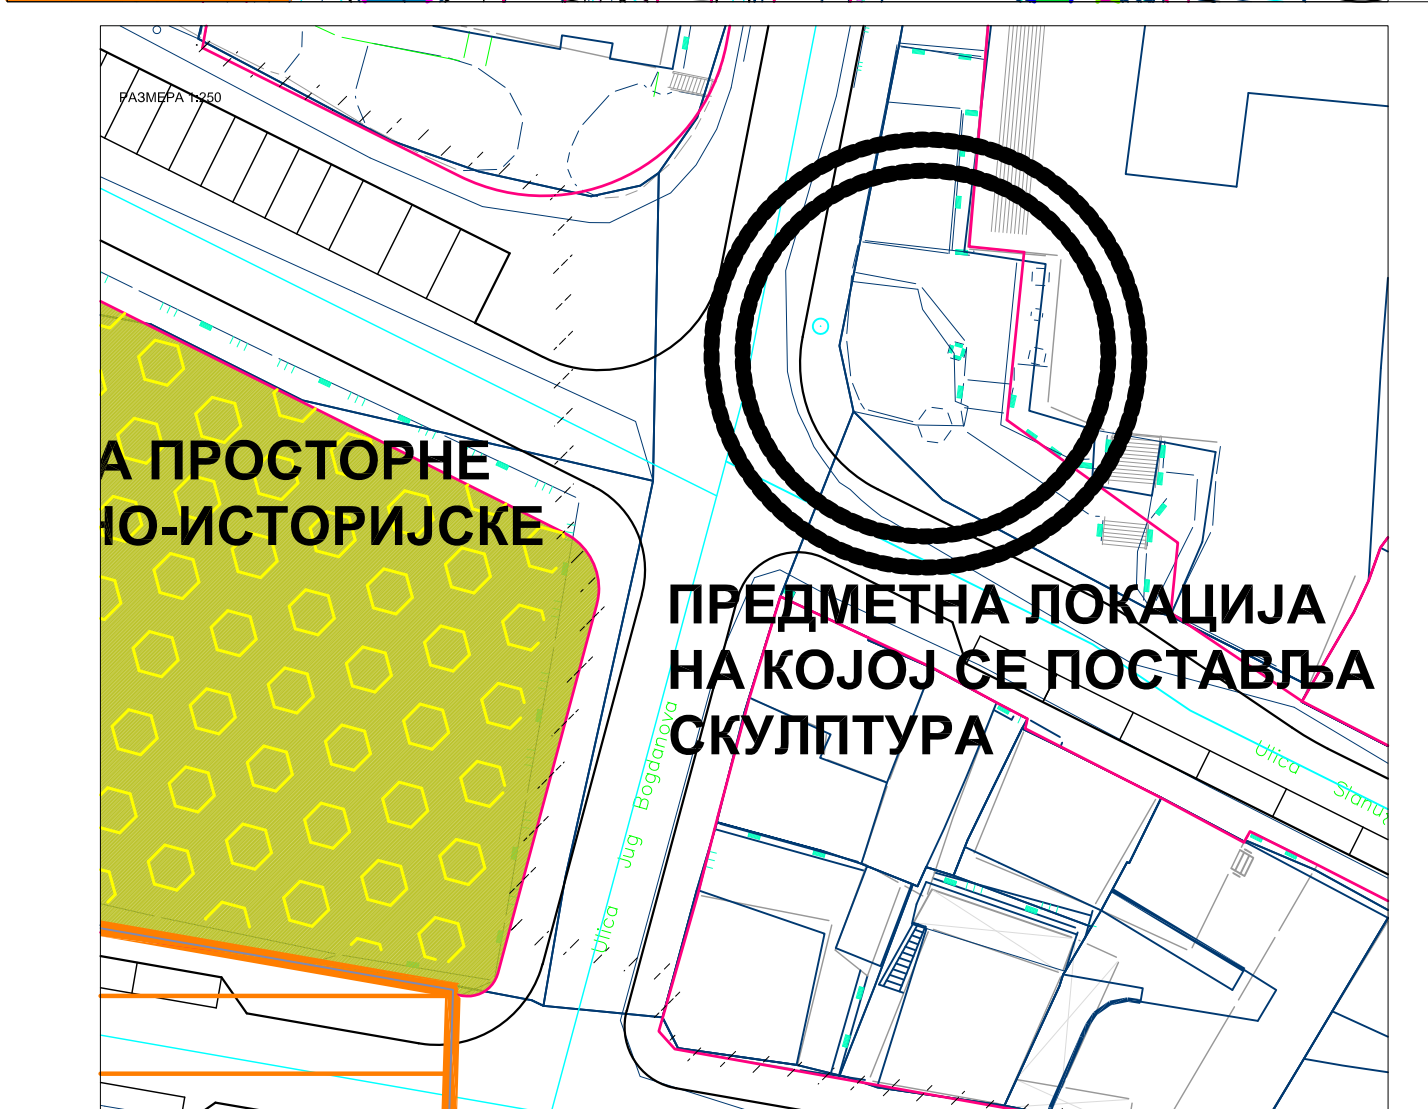 РАЗМЕРА 1:250
А ПРОСТОРНЕ
НО-ИСТОРИЈСКЕ
ПРЕДМЕТНА ЛОКАЦИЈА
НА КОЈОЈ СЕ ПОСТАВЉА
СКУЛПТУРА
Ulica Jug Bogdanova
Ulica